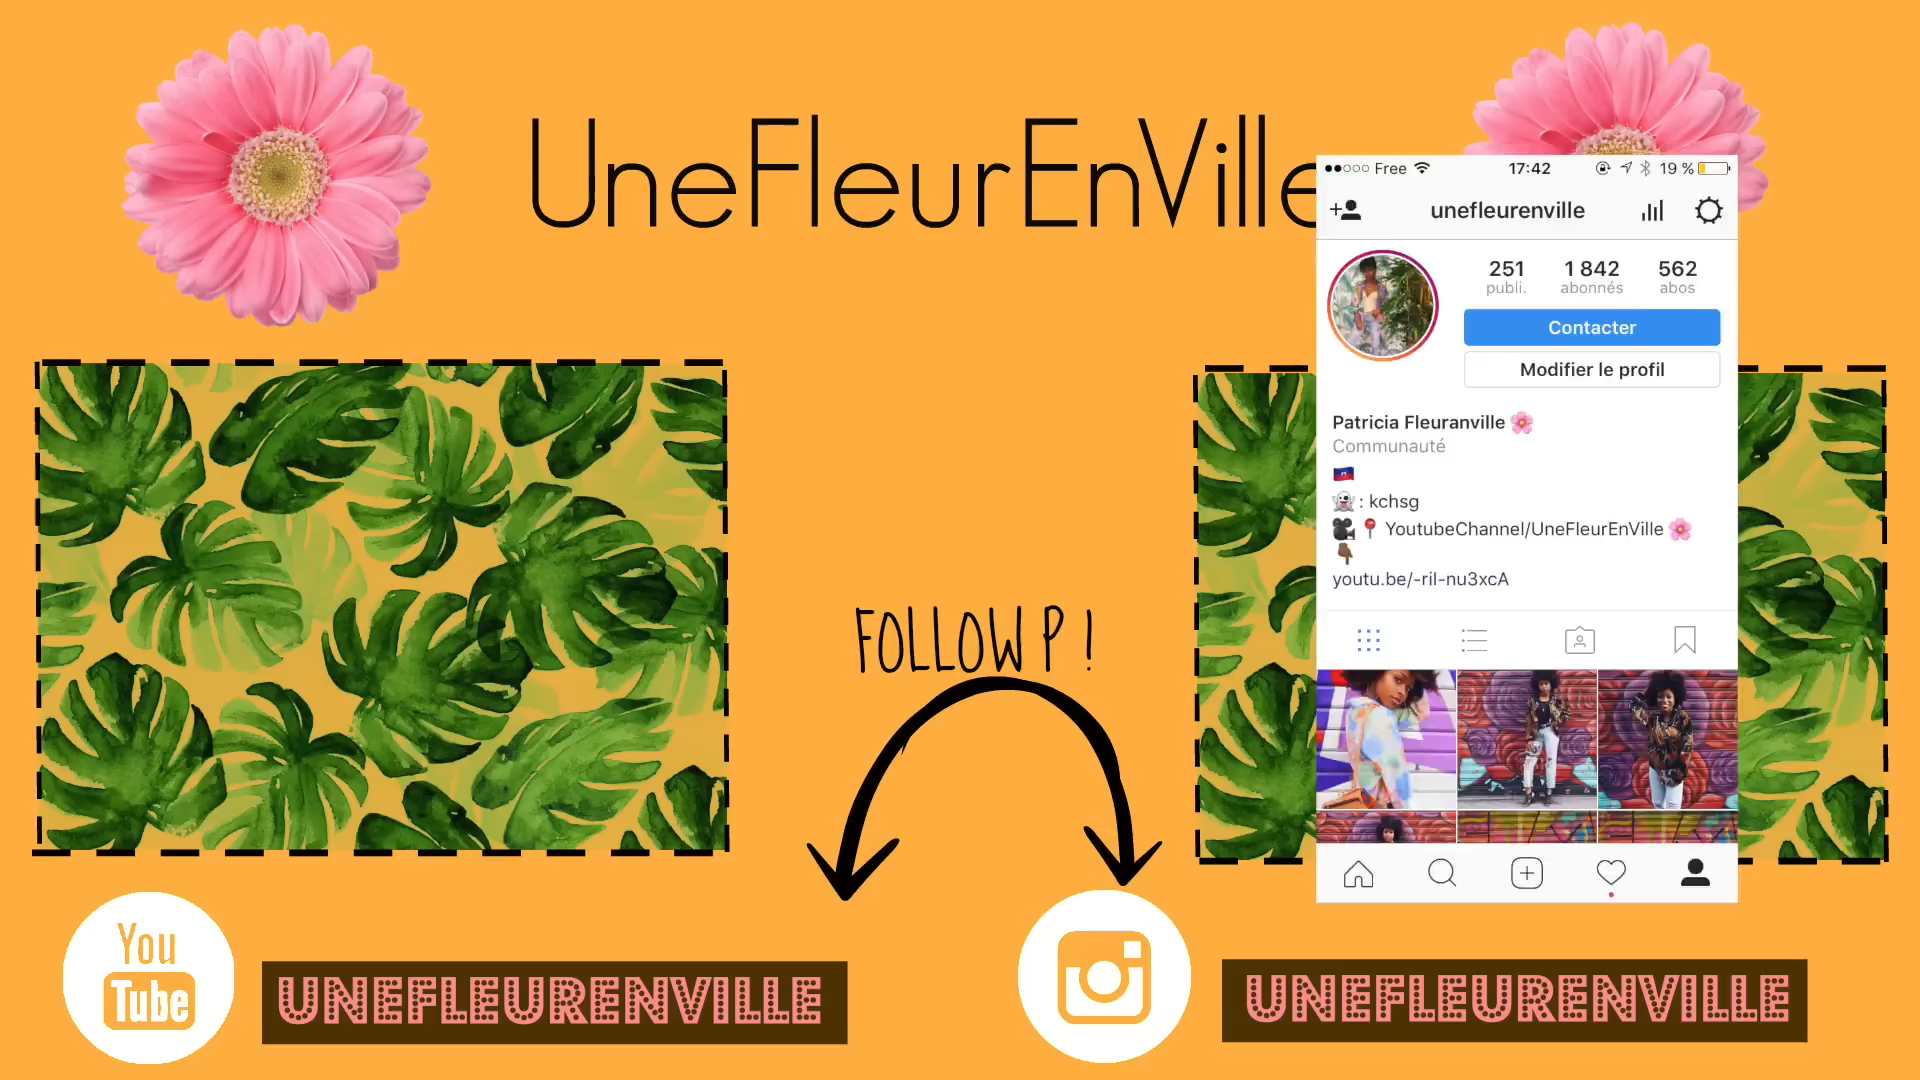 UneFleurEnVille
Free 17:42 19 %
unefleurenville
251 1 842 562
publi. abonnés abos
Contacter
Modifier le profil
Patricia Fleuranville
Communauté
: kchsg
YoutubeChannel/UneFleurEnVille
youtu.be/-ril-nu3xcA
FOLLOW P !
You
Tube
UNEFLEURENVILLE
UNEFLEURENVILLE